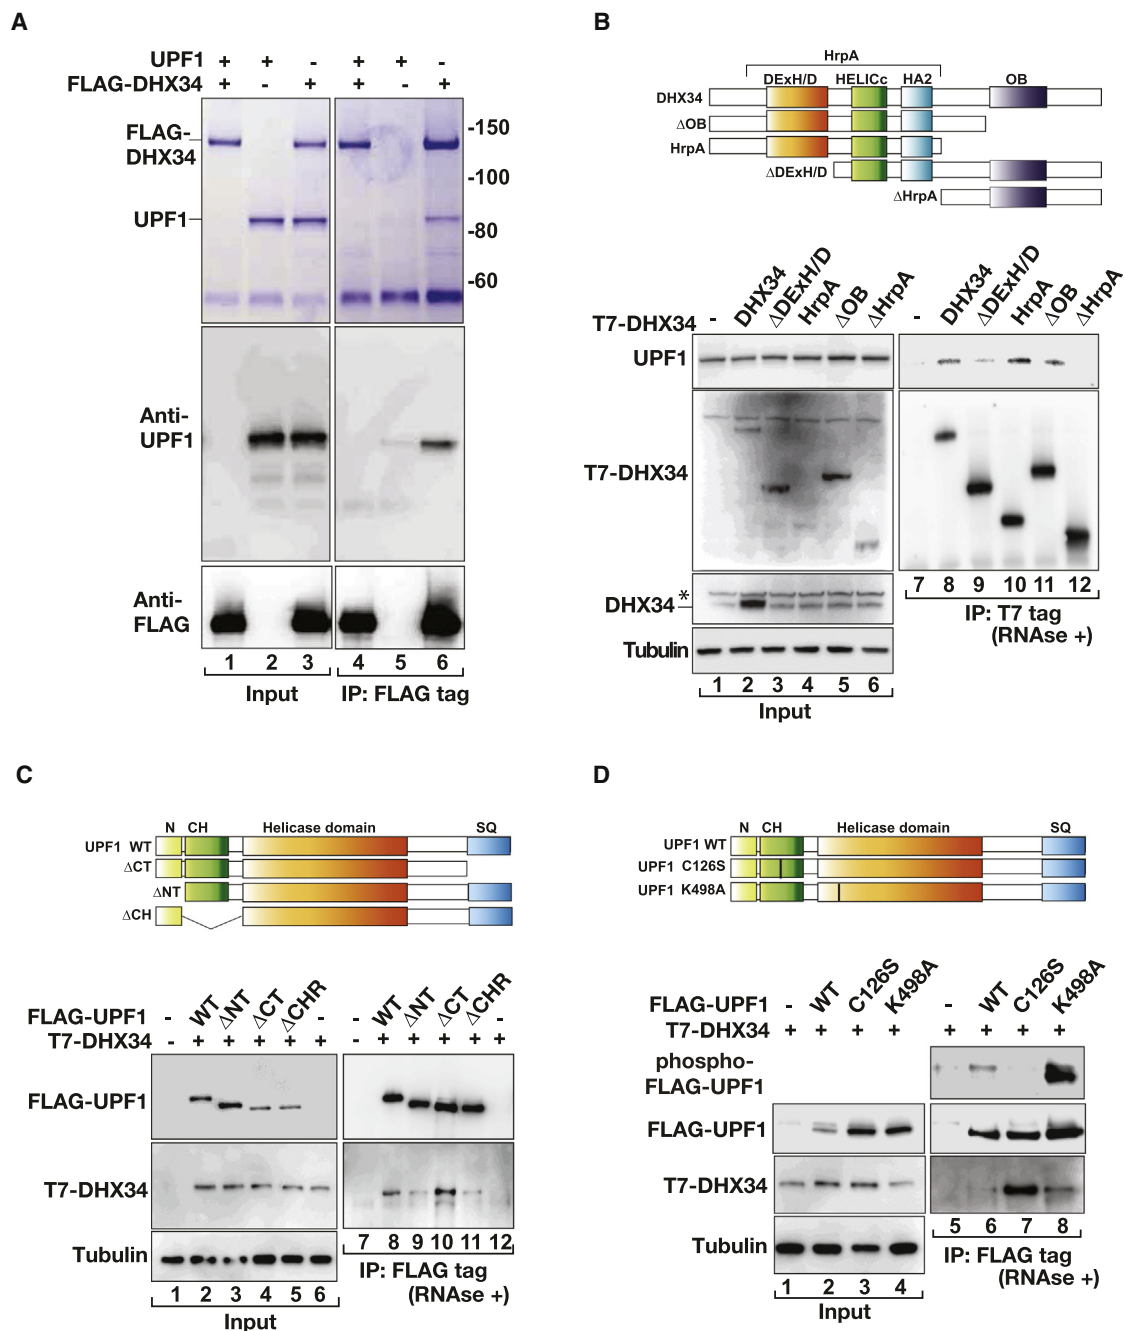 A
UPF1 + + - + + -
FLAG-DHX34 + - + + - +
FLAG-
DHX34
UPF1
-150
-100
-80
-60
Anti-
UPF1
Anti-
FLAG
1 2 3 4 5 6
Input IP: FLAG tag
B
HrpA
DExH/D HELICc HA2 OB
DHX34
ΔOB
HrpA
ΔDExH/D
ΔHrpA
T7-DHX34 - DHX34 ΔDExH/D HrpA ΔOB ΔHrpA - DHX34 ΔDExH/D HrpA ΔOB ΔHrpA
UPF1
T7-DHX34
*
DHX34
Tubulin
1 2 3 4 5 6
Input
7 8 9 10 11 12
IP: T7 tag
(RNAse +)
C
N CH Helicase domain SQ
UPF1 WT
ΔCT
ΔNT
ΔCH
FLAG-UPF1 - WT ΔNT ΔCT ΔCHR - - WT ΔNT ΔCT ΔCHR -
T7-DHX34 - + + + + + - + + + + +
FLAG-UPF1
T7-DHX34
Tubulin
1 2 3 4 5 6
Input
7 8 9 10 11 12
IP: FLAG tag
(RNAse +)
D
N CH Helicase domain SQ
UPF1 WT
UPF1 C126S
UPF1 K498A
FLAG-UPF1 - WT C126S K498A - WT C126S K498A
T7-DHX34 + + + + + + + +
phospho-
FLAG-UPF1
FLAG-UPF1
T7-DHX34
Tubulin
1 2 3 4
Input
5 6 7 8
IP: FLAG tag
(RNAse +)